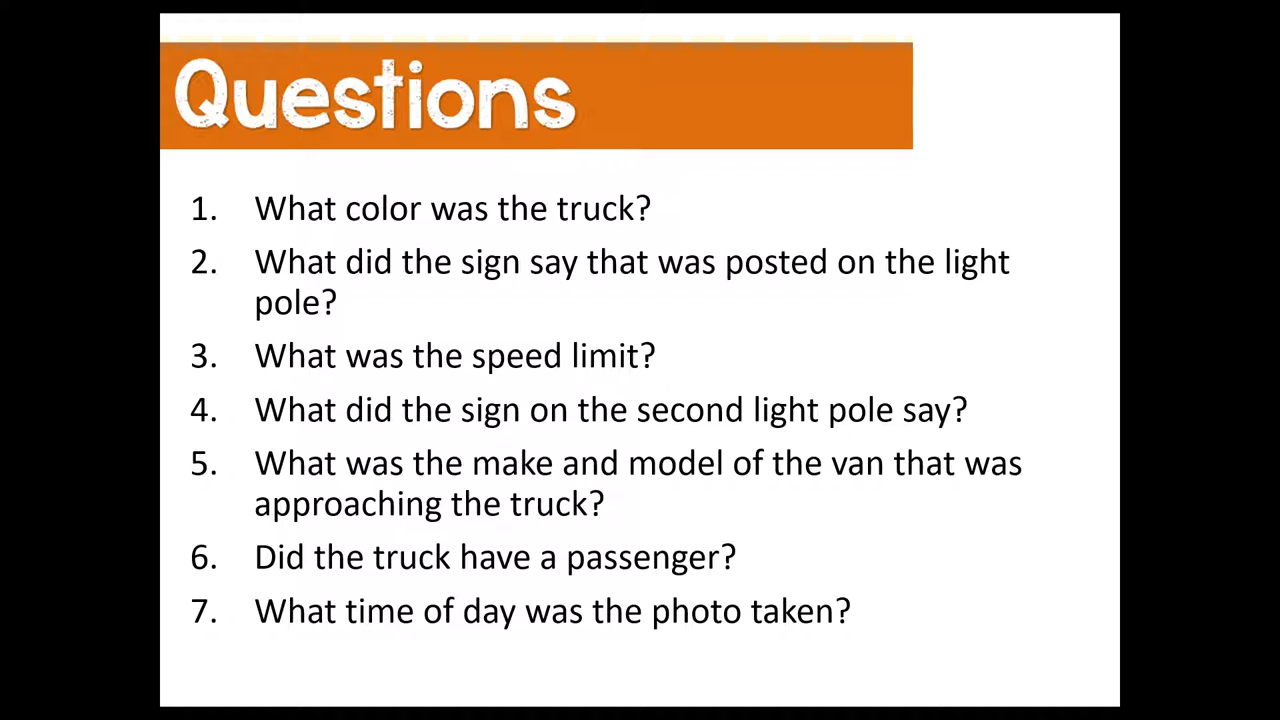 Questions
1. What color was the truck?
2. What did the sign say that was posted on the light
pole?
3. What was the speed limit?
4. What did the sign on the second light pole say?
5. What was the make and model of the van that was
approaching the truck?
6. Did the truck have a passenger?
7. What time of day was the photo taken?